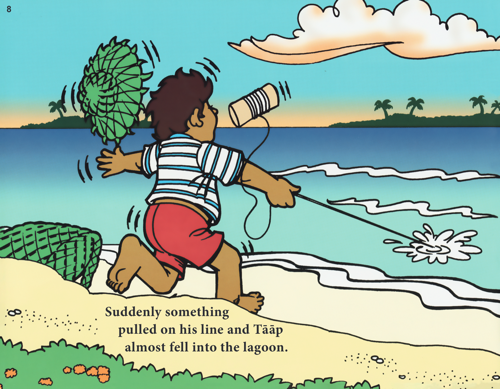 8
Suddenly something
pulled on his line and Tāāp
almost fell into the lagoon.